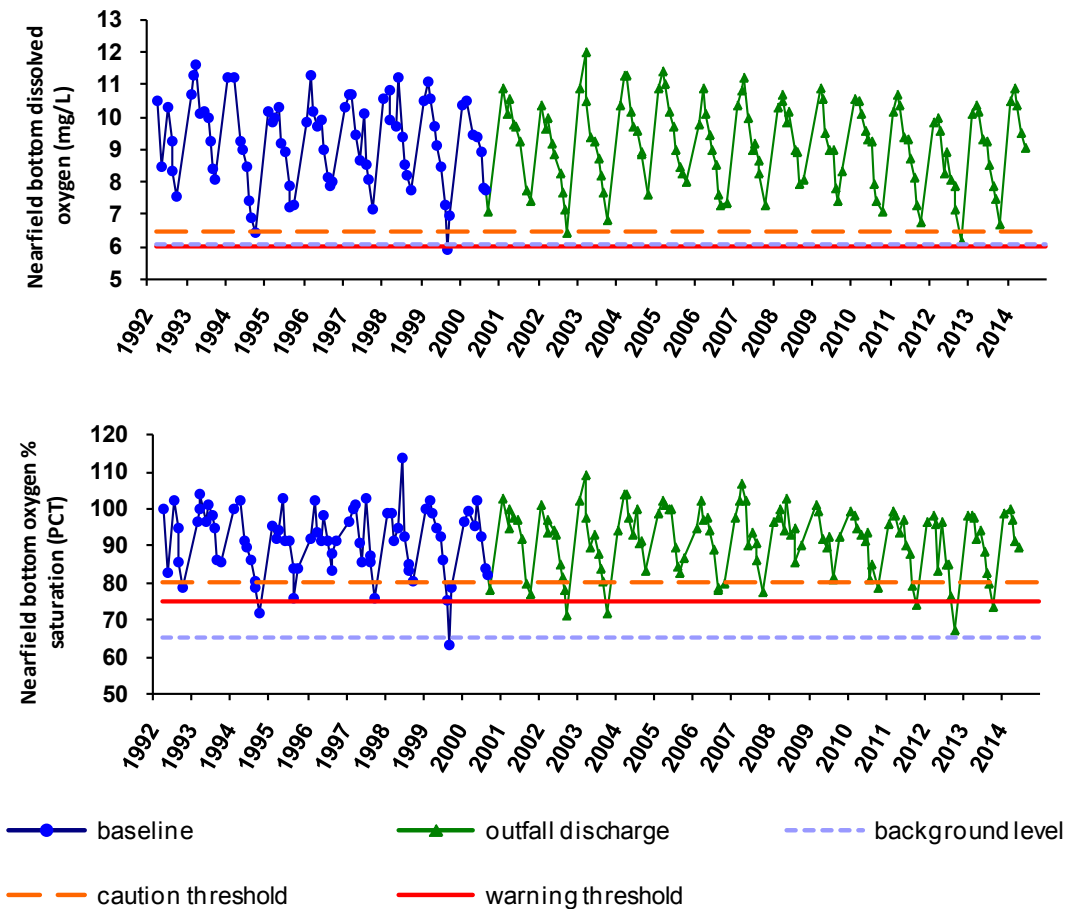 Nearfield bottom dissolved
oxygen (mg/L)
13
12
11
10
9
8
7
6
5
1992 1993 1994 1995 1996 1997 1998 1999 2000 2001 2002 2003 2004 2005 2006 2007 2008 2009 2010 2011 2012 2013 2014
Nearfield bottom oxygen %
saturation (PCT)
120
110
100
90
80
70
60
50
1992 1993 1994 1995 1996 1997 1998 1999 2000 2001 2002 2003 2004 2005 2006 2007 2008 2009 2010 2011 2012 2013 2014
baseline outfall discharge background level
caution threshold warning threshold